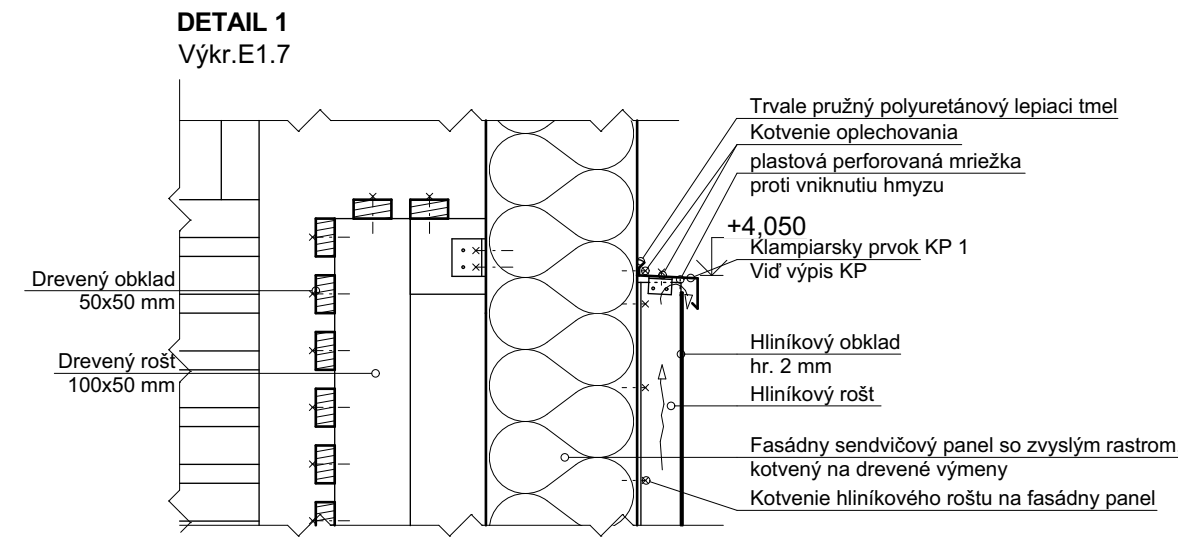 DETAIL 1
Výkr.E1.7
Trvale pružný polyuretánový lepiaci tmel
Kotvenie oplechovania
plastová perforovaná mriežka
proti vniknutiu hmyzu
+4,050
Klampiarsky prvok KP 1
Viď výpis KP
Drevený obklad
50x50 mm
Drevený rošt
100x50 mm
Hliníkový obklad
hr. 2 mm
Hliníkový rošt
Fasádny sendvičový panel so zvyslým rastrom
kotvený na drevené výmeny
Kotvenie hliníkového roštu na fasádny panel